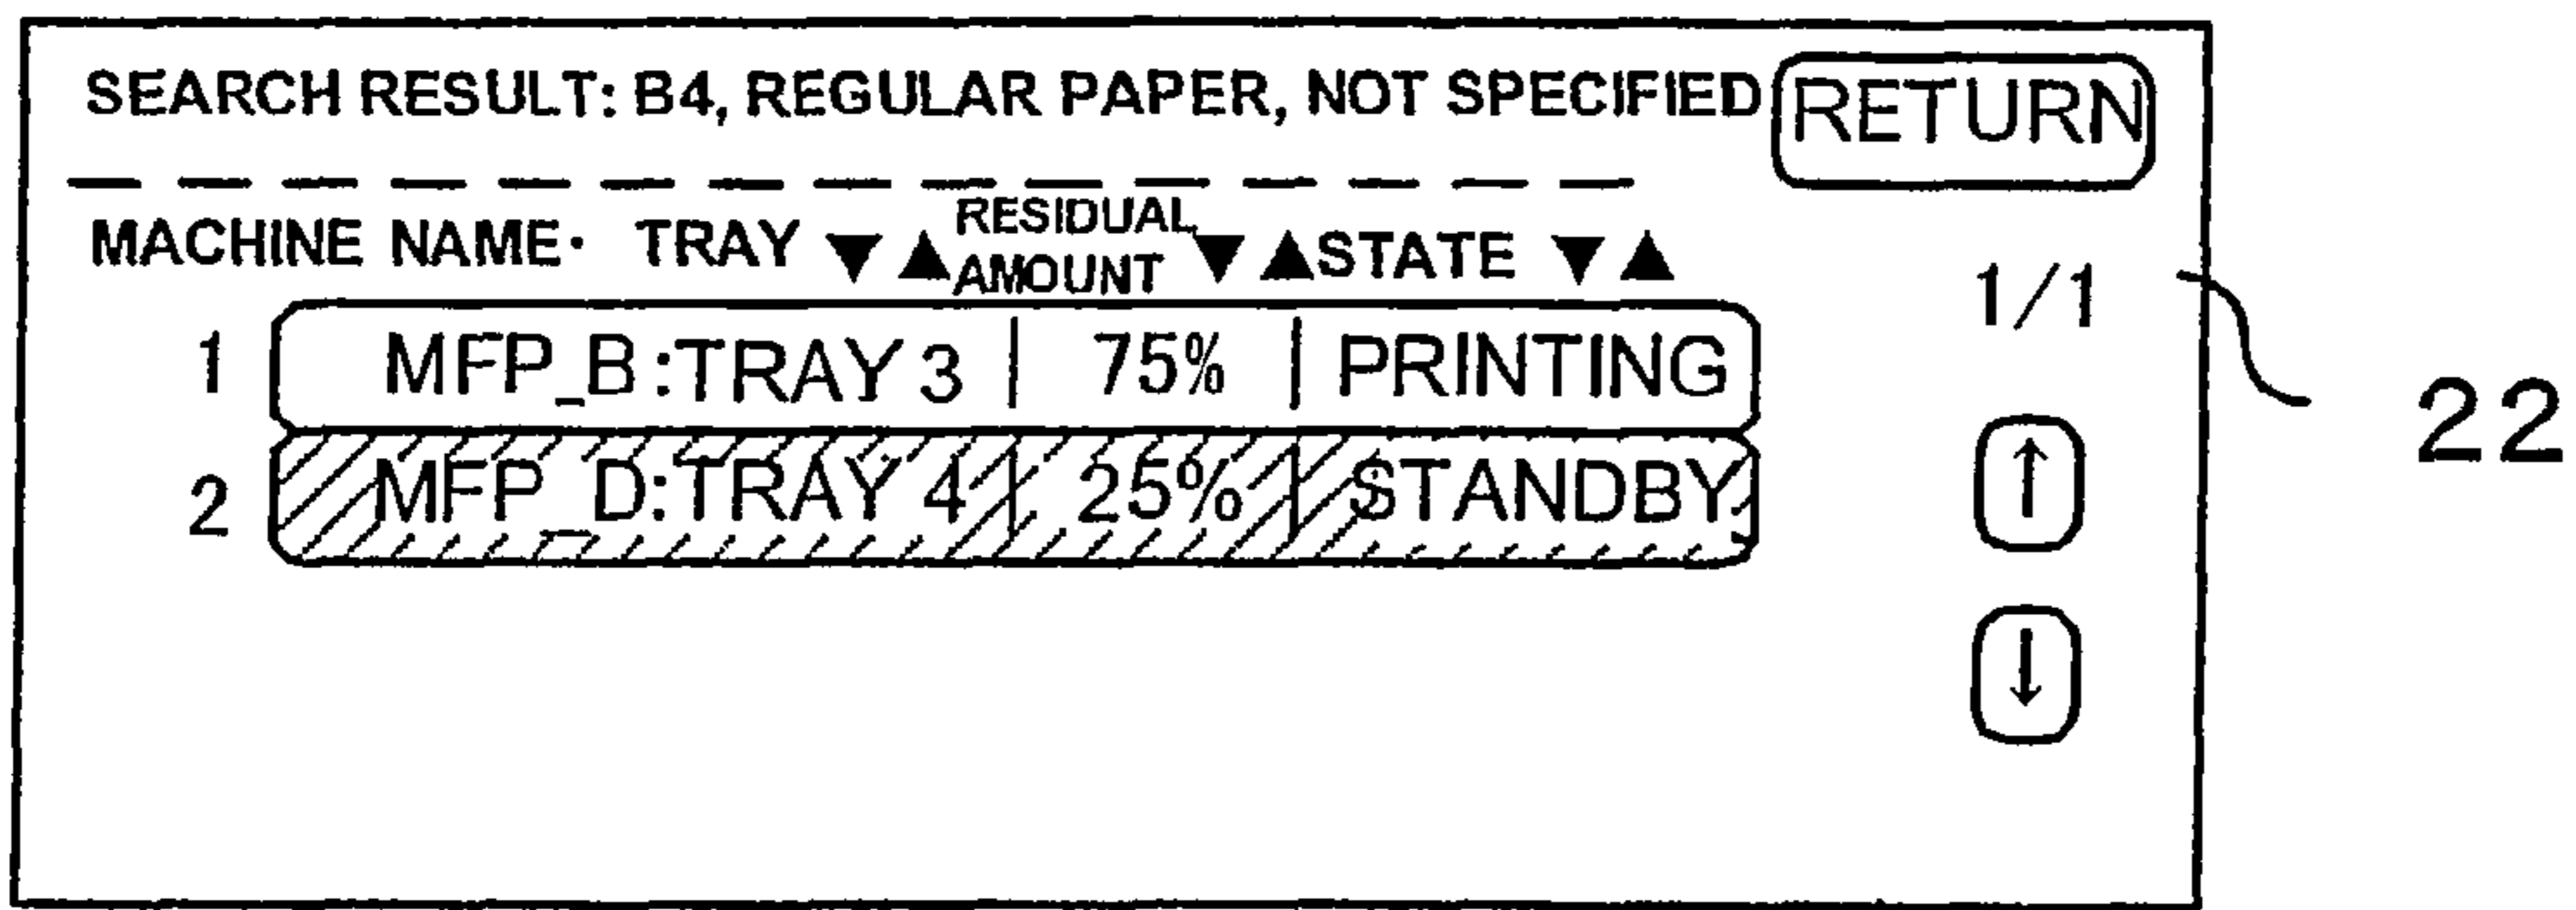 SEARCH RESULT: B4, REGULAR PAPER, NOT SPECIFIED RETURN
MACHINE NAME· TRAY ▼ ▲ RESIDUAL AMOUNT ▼ ▲ STATE ▼ ▲
1/1
1 MFP_B:TRAY 3 | 75% | PRINTING
2 MFP_D:TRAY 4 | 25% | STANDBY
↑
↓
22